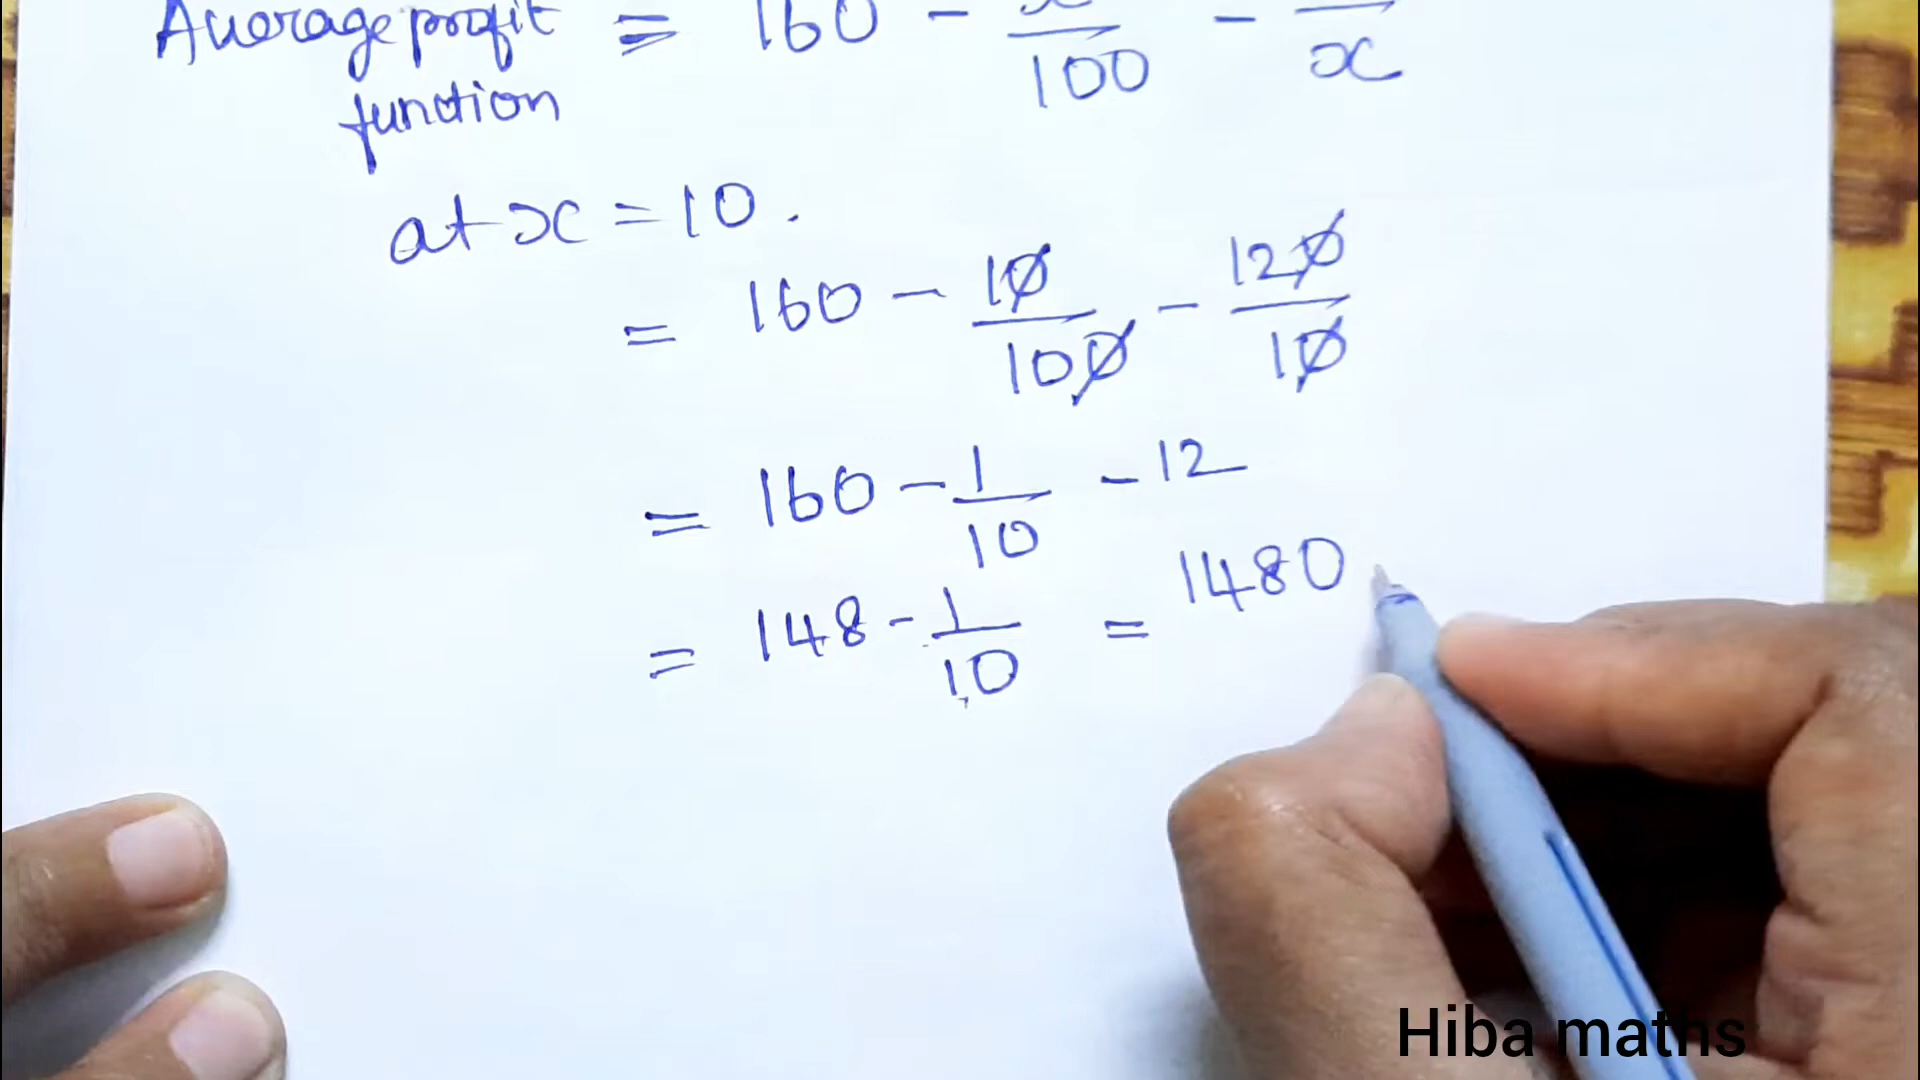 Average profit = 160 - x/100 - /x
function
at x = 10.
= 160 - 10/100 - 120/10
= 160 - 1/10 - 12
= 148 - 1/10 = 1480
Hiba maths